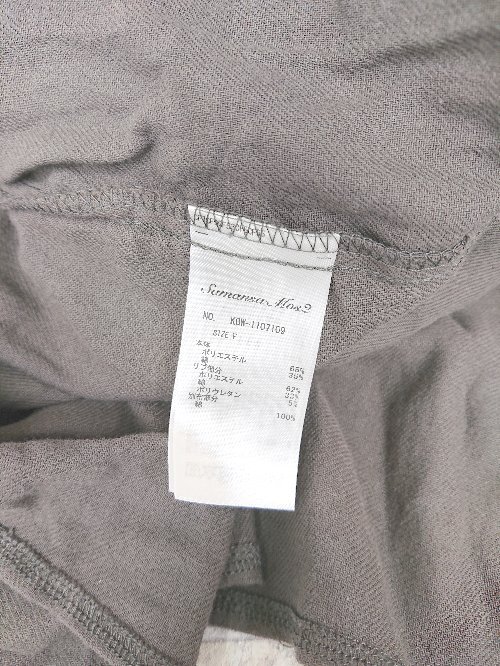 Samansa Mos2
NO. KOW-1107109
SIZE F
本体
ポリエステル 65%
綿 35%
リブ部分
ポリエステル 62%
綿 33%
ポリウレタン 5%
別布部分
綿 100%